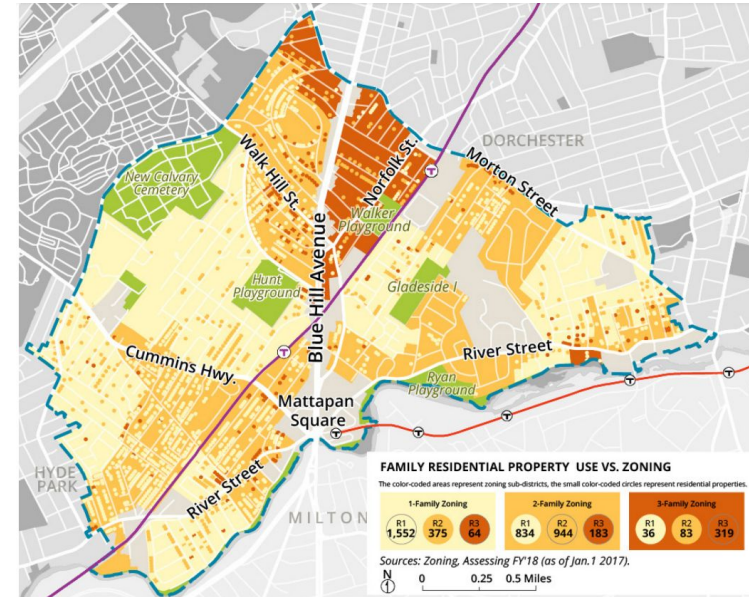 DORCHESTER
Morton Street
Norfolk St.
Walk Hill St.
New Calvary
Cemetery
Walker
Playground
T
Blue Hill Avenue
Hunt
Playground
Gladeside I
T
Cummins Hwy.
River Street
Ryan
Playground
T
T
Mattapan
Square
T
T
T
HYDE
PARK
River Street
MILTON
FAMILY RESIDENTIAL PROPERTY USE VS. ZONING
The color-coded areas represent zoning sub-districts, the small color-coded circles represent residential properties.
1-Family Zoning
R1 1,552
R2 375
R3 64
2-Family Zoning
R1 834
R2 944
R3 183
3-Family Zoning
R1 36
R2 83
R3 319
Sources: Zoning, Assessing FY'18 (as of Jan.1 2017).
N
0 0.25 0.5 Miles